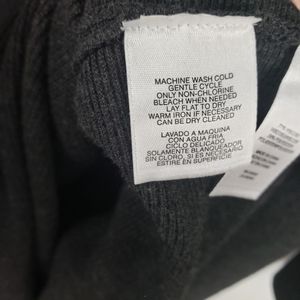 MACHINE WASH COLD
GENTLE CYCLE
ONLY NON-CHLORINE
BLEACH WHEN NEEDED
LAY FLAT TO DRY
WARM IRON IF NECESSARY
CAN BE DRY CLEANED
LAVADO A MAQUINA
CON AGUA FRIA
CICLO DELICADO
SOLAMENTE BLANQUEADOR
SIN CLORO, SI ES NECESARIO
ESTIRE EN SUPERFICIE